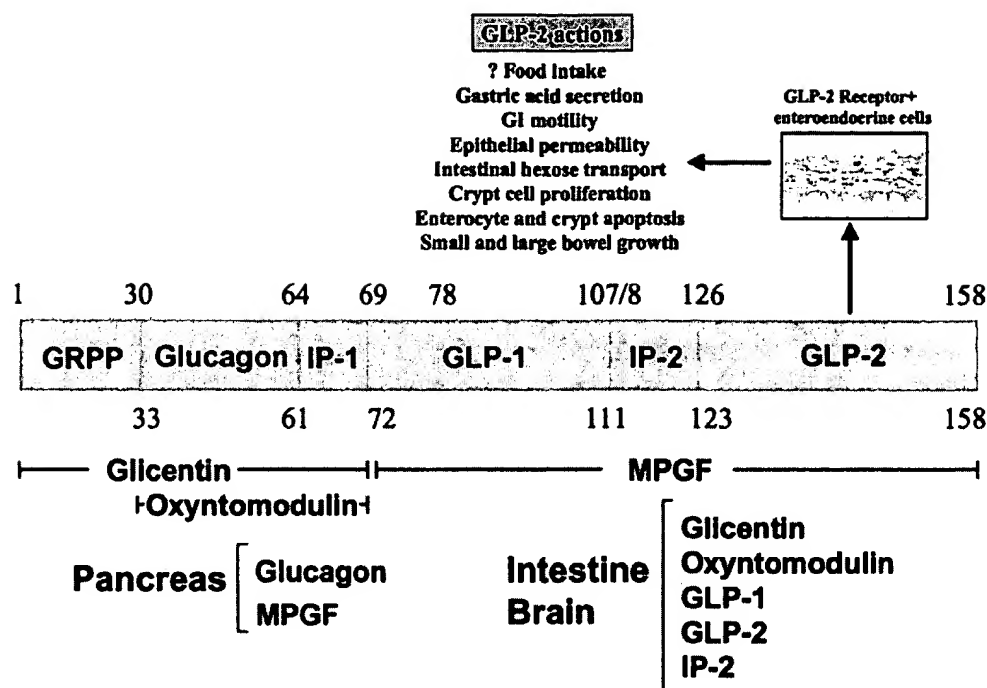 GLP-2 actions
? Food intake
Gastric acid secretion
GI motility
Epithelial permeability
Intestinal hexose transport
Crypt cell proliferation
Enterocyte and crypt apoptosis
Small and large bowel growth
GLP-2 Receptor+
enteroendocrine cells
1 30 64 69 78 107/8 126 158
GRPP Glucagon IP-1 GLP-1 IP-2 GLP-2
33 61 72 111 123 158
Glicentin MPGF
Oxyntomodulin
Pancreas
Glucagon
MPGF
Intestine
Brain
Glicentin
Oxyntomodulin
GLP-1
GLP-2
IP-2